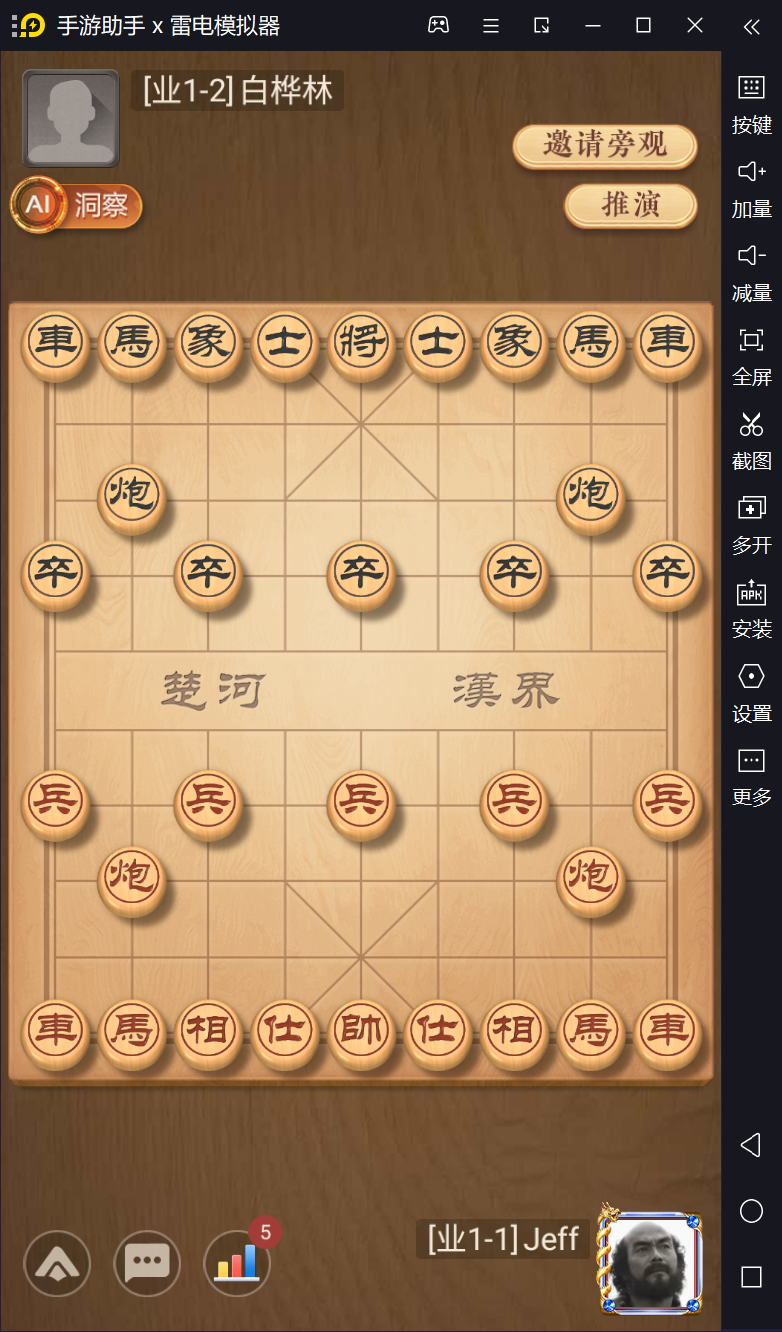 手游助手 x 雷电模拟器
[业1-2]白桦林
邀请旁观
AI 洞察
推演
車 馬 象 士 將 士 象 馬 車
炮 炮
卒 卒 卒 卒 卒
楚河 漢界
兵 兵 兵 兵 兵
炮 炮
車 馬 相 仕 帥 仕 相 馬 車
5
[业1-1]Jeff
按键
加量
减量
全屏
截图
多开
APK
安装
设置
更多